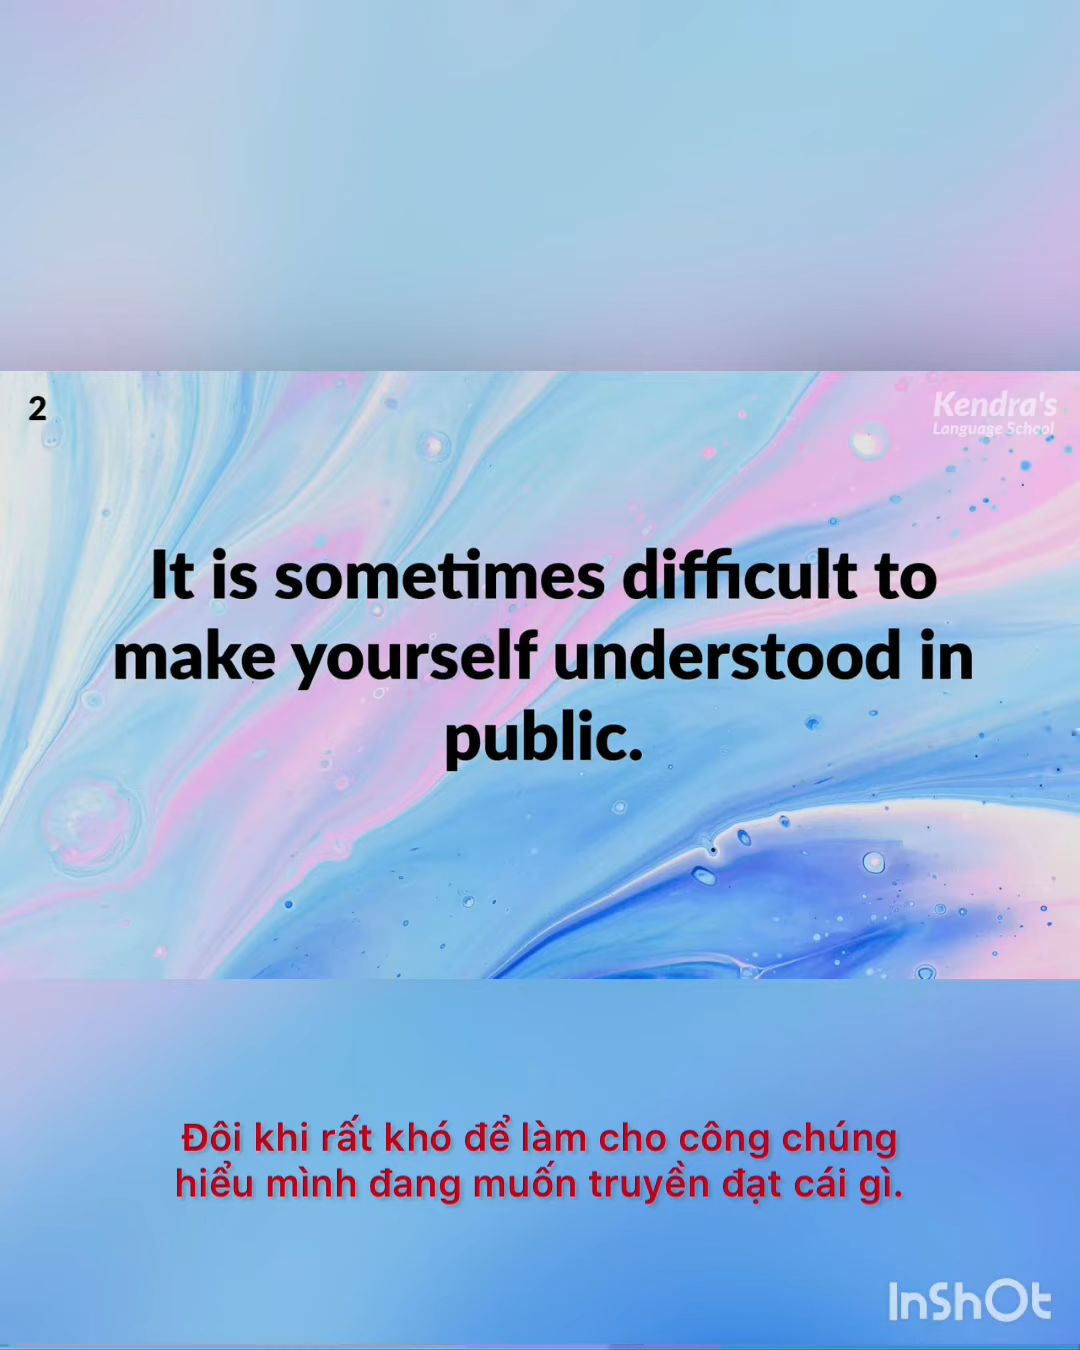 2
Kendra's
Language School
It is sometimes difficult to
make yourself understood in
public.
Đôi khi rất khó để làm cho công chúng
hiểu mình đang muốn truyền đạt cái gì.
InShOt